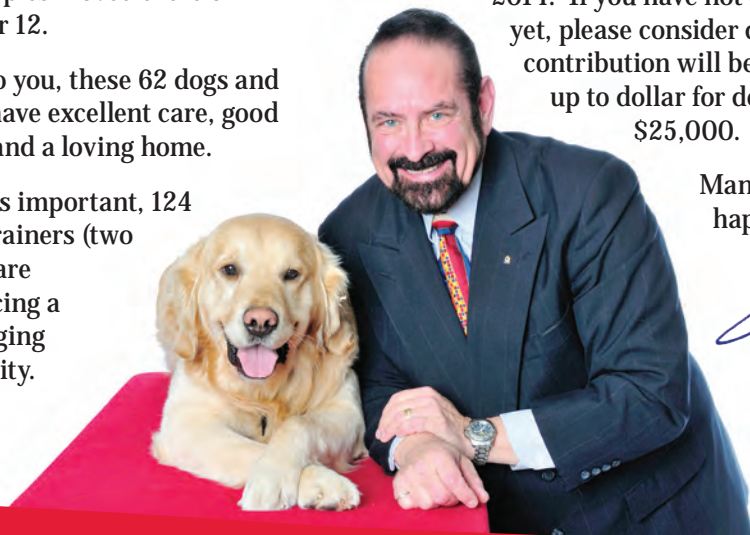 r 12.
o you, these 62 dogs and
have excellent care, good
and a loving home.
s important, 124
rainers (two
are
cing a
ging
ity.
2014. If you have not
yet, please consider
contribution will be
up to dollar for
$25,000.